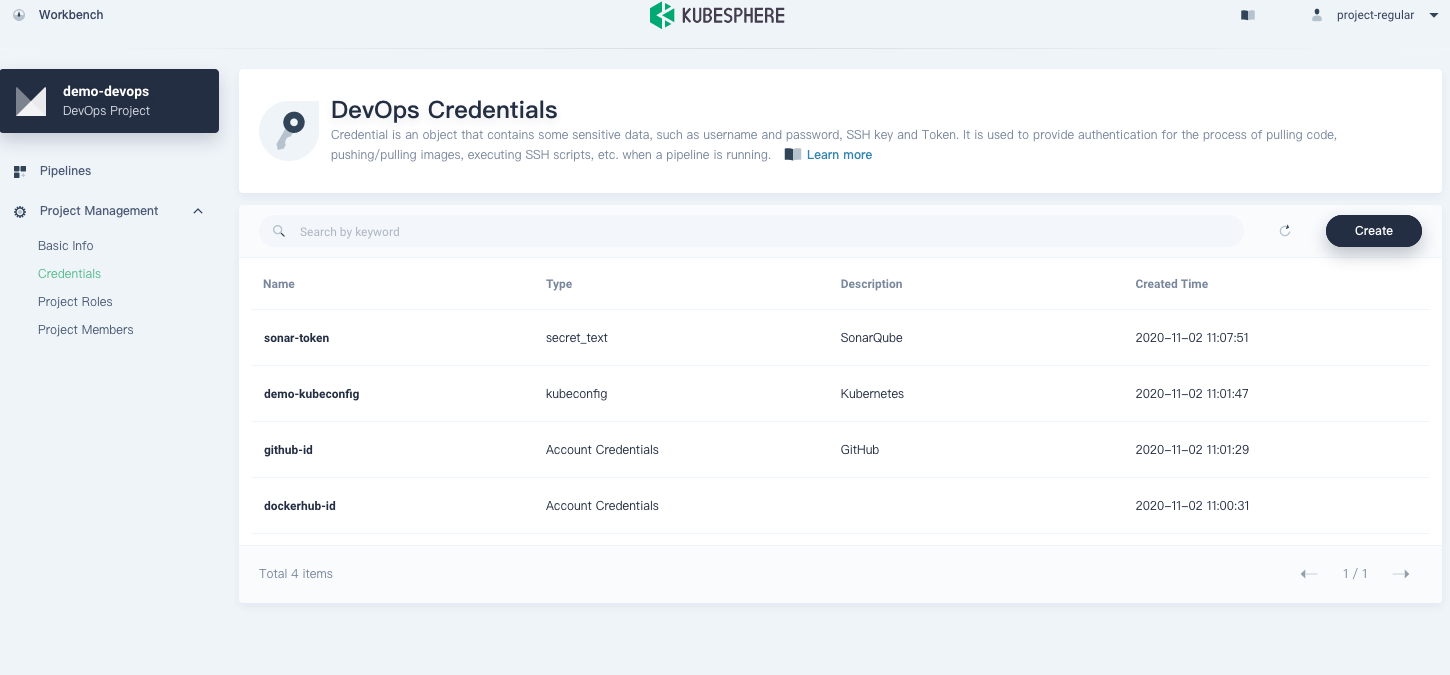 Workbench
KUBESPHERE
project-regular
demo-devops
DevOps Project
Pipelines
Project Management
Basic Info
Credentials
Project Roles
Project Members
DevOps Credentials
Credential is an object that contains some sensitive data, such as username and password, SSH key and Token. It is used to provide authentication for the process of pulling code,
pushing/pulling images, executing SSH scripts, etc. when a pipeline is running. Learn more
Search by keyword
Create
Name Type Description Created Time
sonar-token secret_text SonarQube 2020-11-02 11:07:51
demo-kubeconfig kubeconfig Kubernetes 2020-11-02 11:01:47
github-id Account Credentials GitHub 2020-11-02 11:01:29
dockerhub-id Account Credentials 2020-11-02 11:00:31
Total 4 items 1 / 1